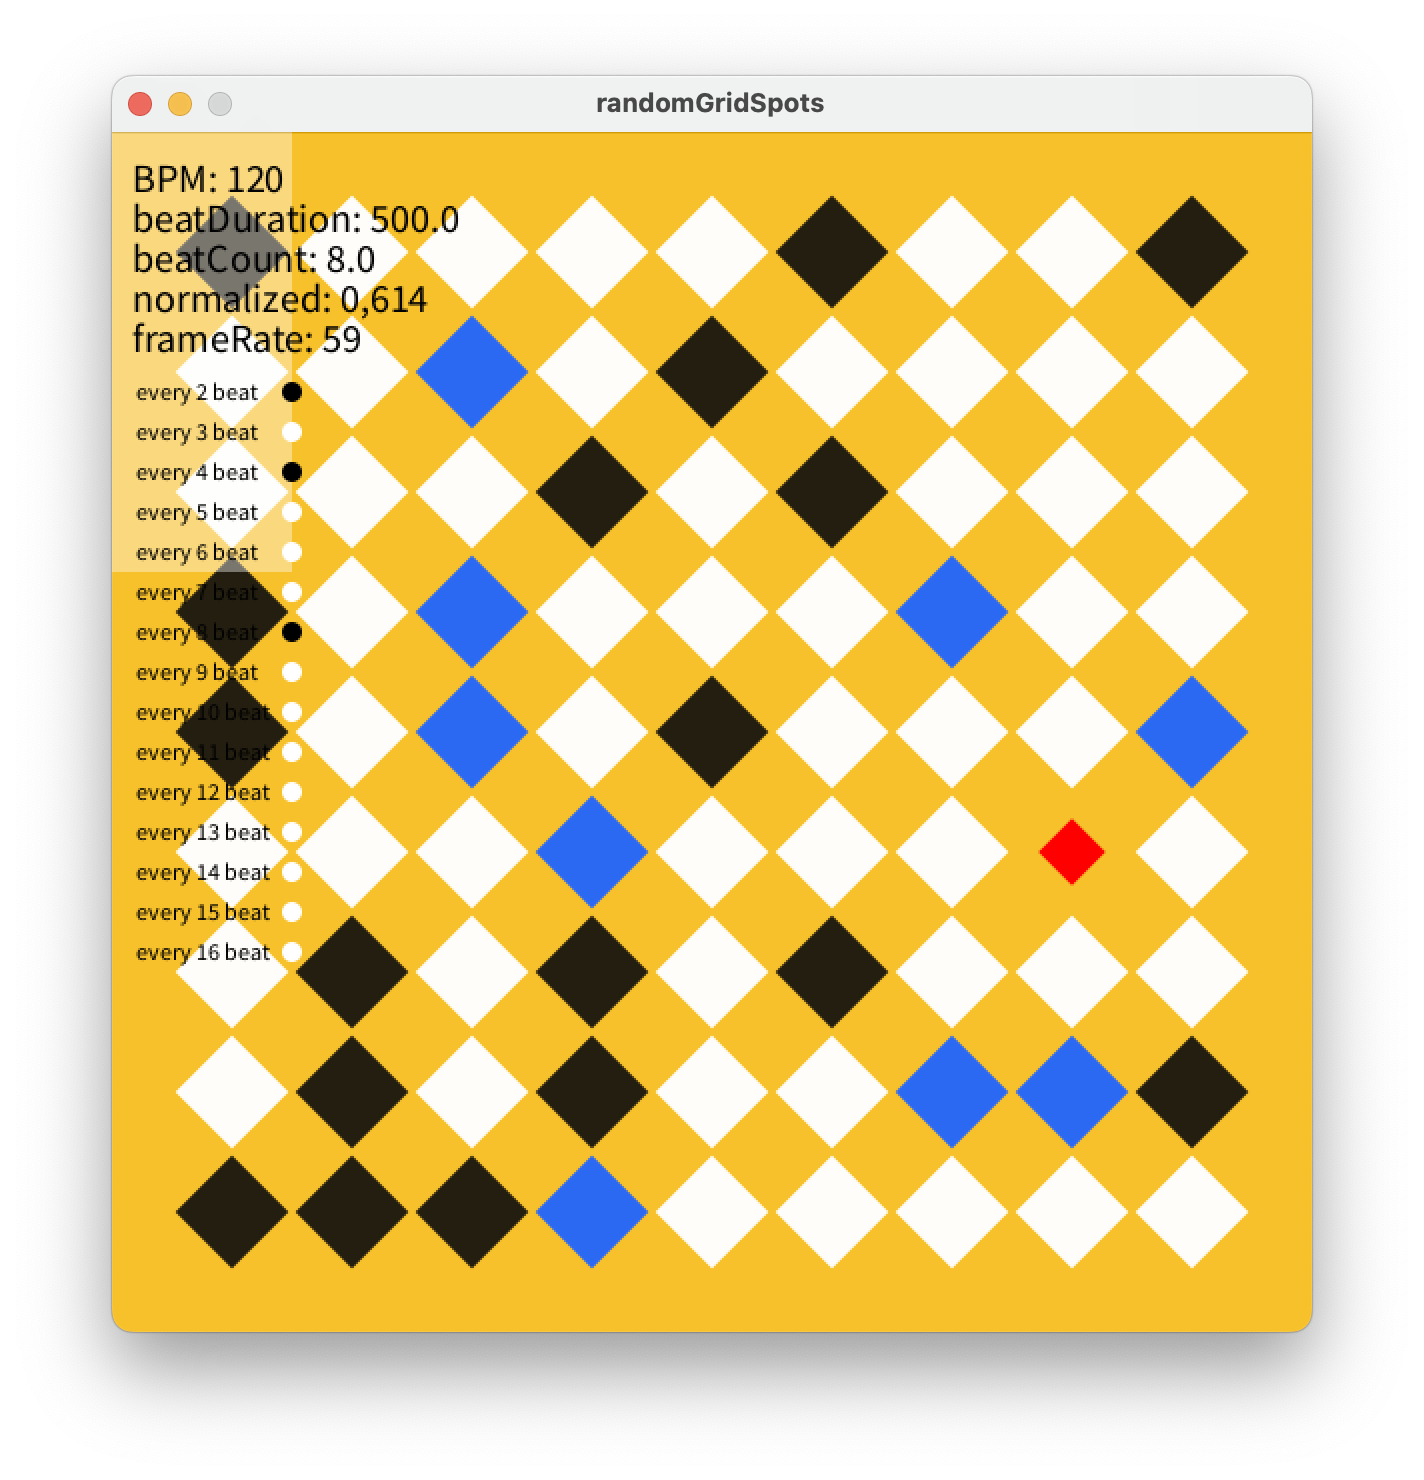 randomGridSpots
BPM: 120
beatDuration: 500.0
beatCount: 8.0
normalized: 0,614
frameRate: 59
every 2 beat
every 3 beat
every 4 beat
every 5 beat
every 6 beat
every 7 beat
every 8 beat
every 9 beat
every 10 beat
every 11 beat
every 12 beat
every 13 beat
every 14 beat
every 15 beat
every 16 beat